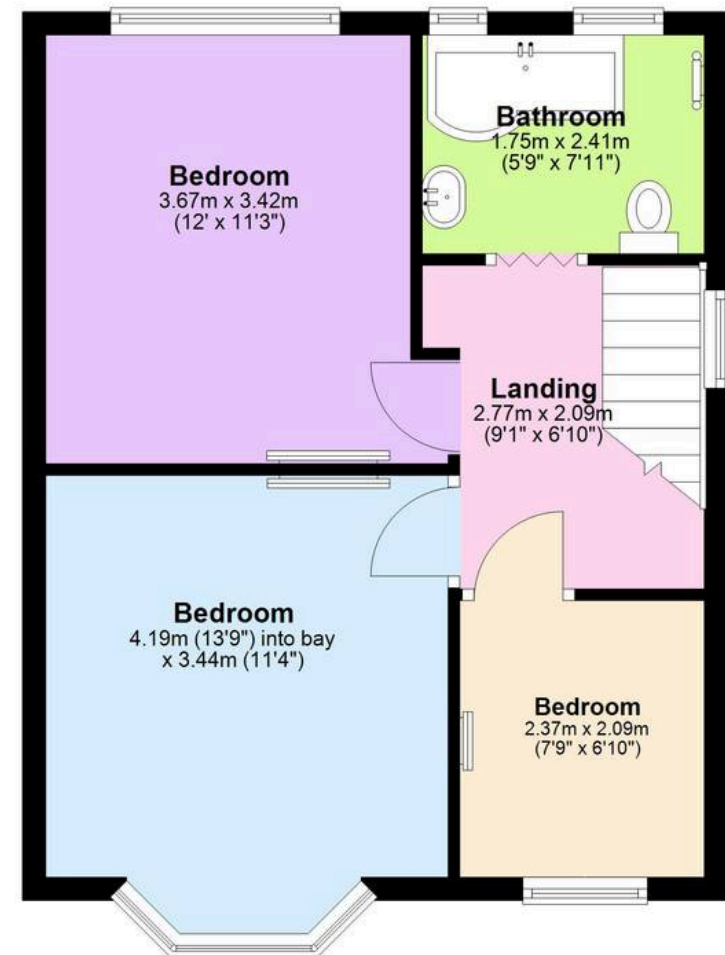 Bedroom
3.67m x 3.42m
(12' x 11'3")
Bathroom
1.75m x 2.41m
(5'9" x 7'11")
Landing
2.77m x 2.09m
(9'1" x 6'10")
Bedroom
4.19m (13'9") into bay
x 3.44m (11'4")
Bedroom
2.37m x 2.09m
(7'9" x 6'10")